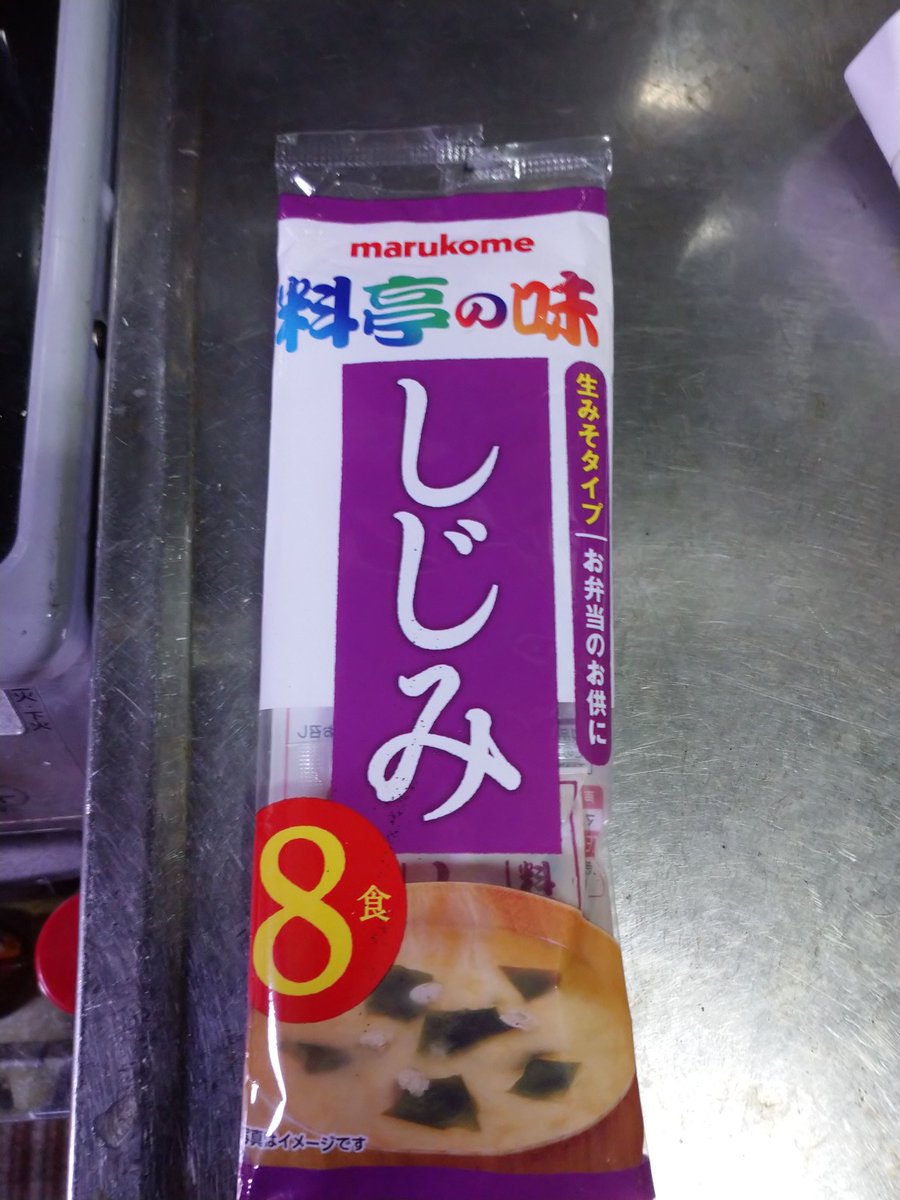 marukome
料亭の味
しじみ
生みそタイプ
お弁当のお供に
8食
真はイメージです